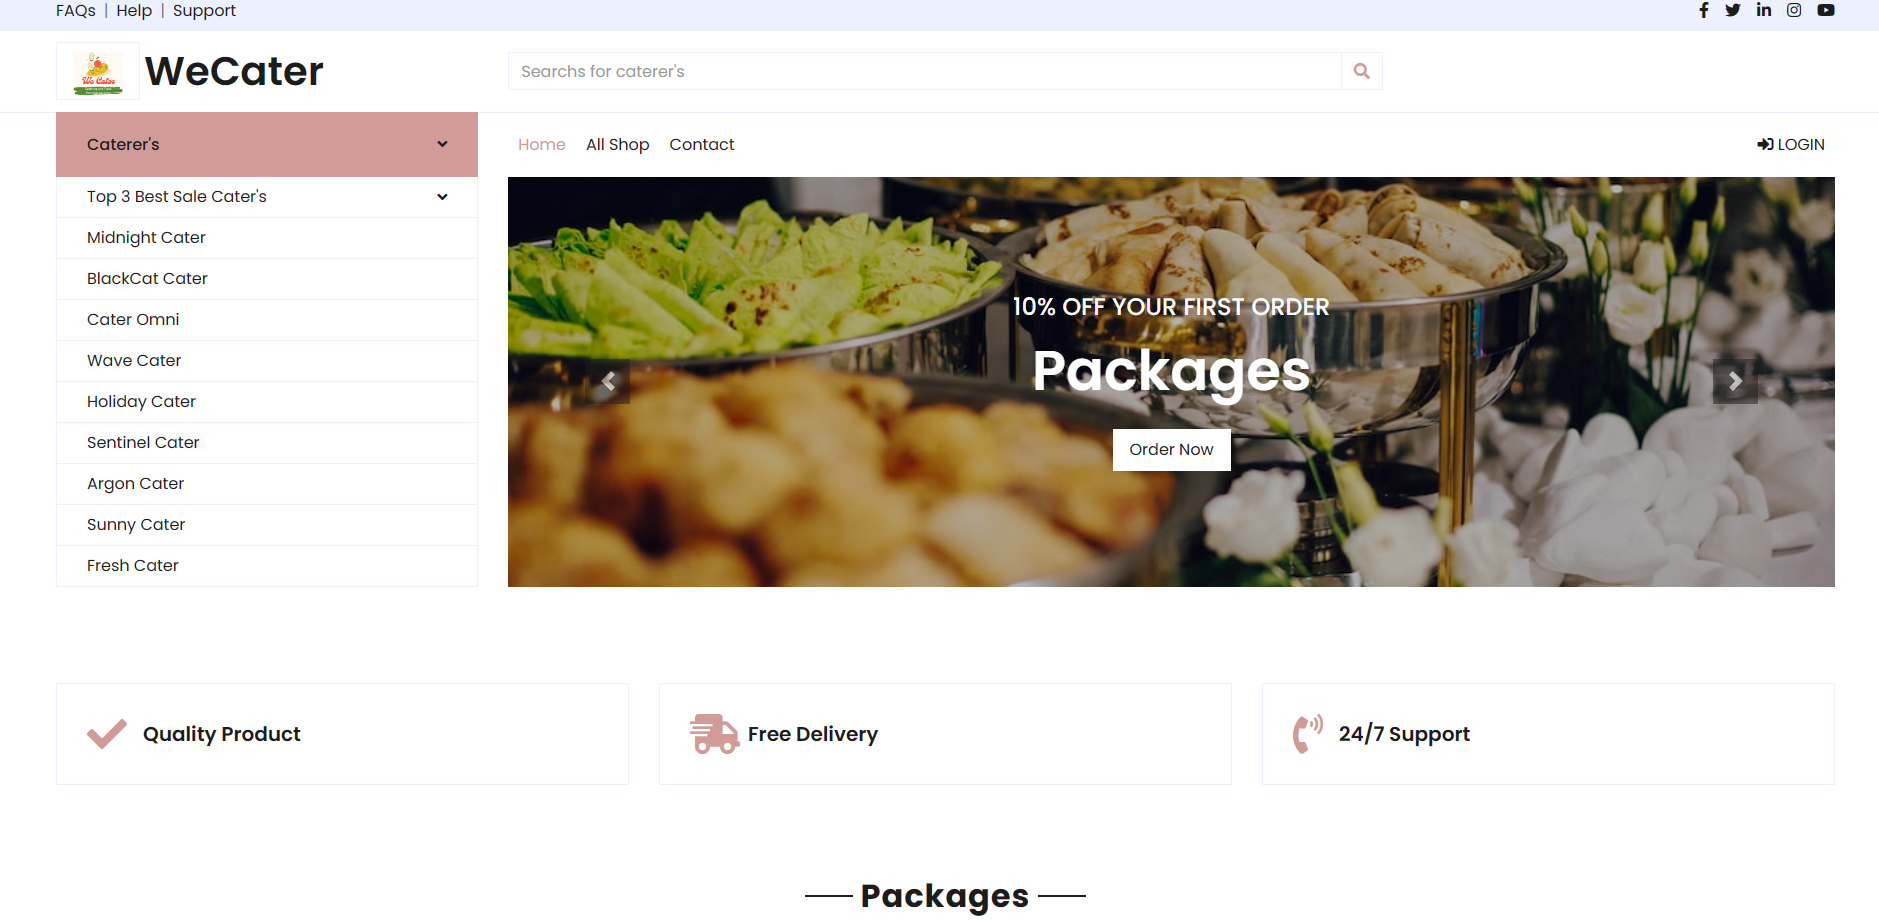 FAQs | Help | Support
We Cater
WeCater
Searchs for caterer's
Caterer's
Home All Shop Contact
LOGIN
Top 3 Best Sale Cater's
Midnight Cater
BlackCat Cater
Cater Omni
Wave Cater
Holiday Cater
Sentinel Cater
Argon Cater
Sunny Cater
Fresh Cater
10% OFF YOUR FIRST ORDER
Packages
Order Now
Quality Product
Free Delivery
24/7 Support
Packages